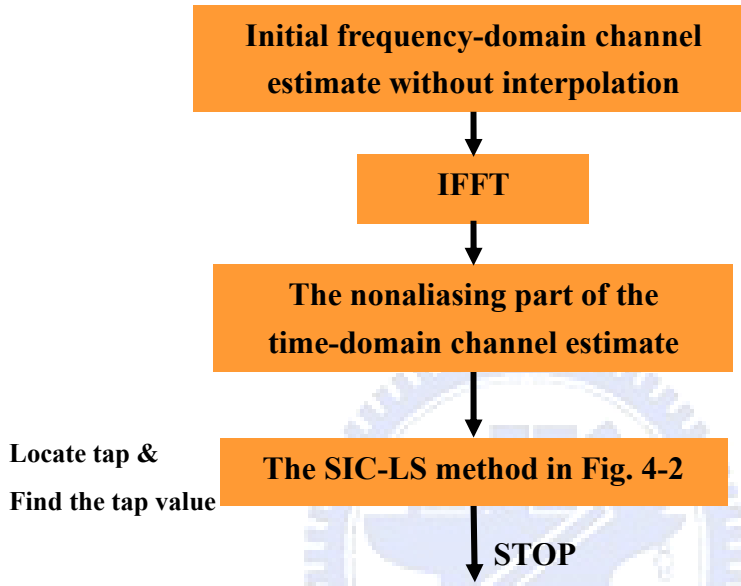 Initial frequency-domain channel
estimate without interpolation
IFFT
The nonaliasing part of the
time-domain channel estimate
Locate tap &
Find the tap value
The SIC-LS method in Fig. 4-2
STOP